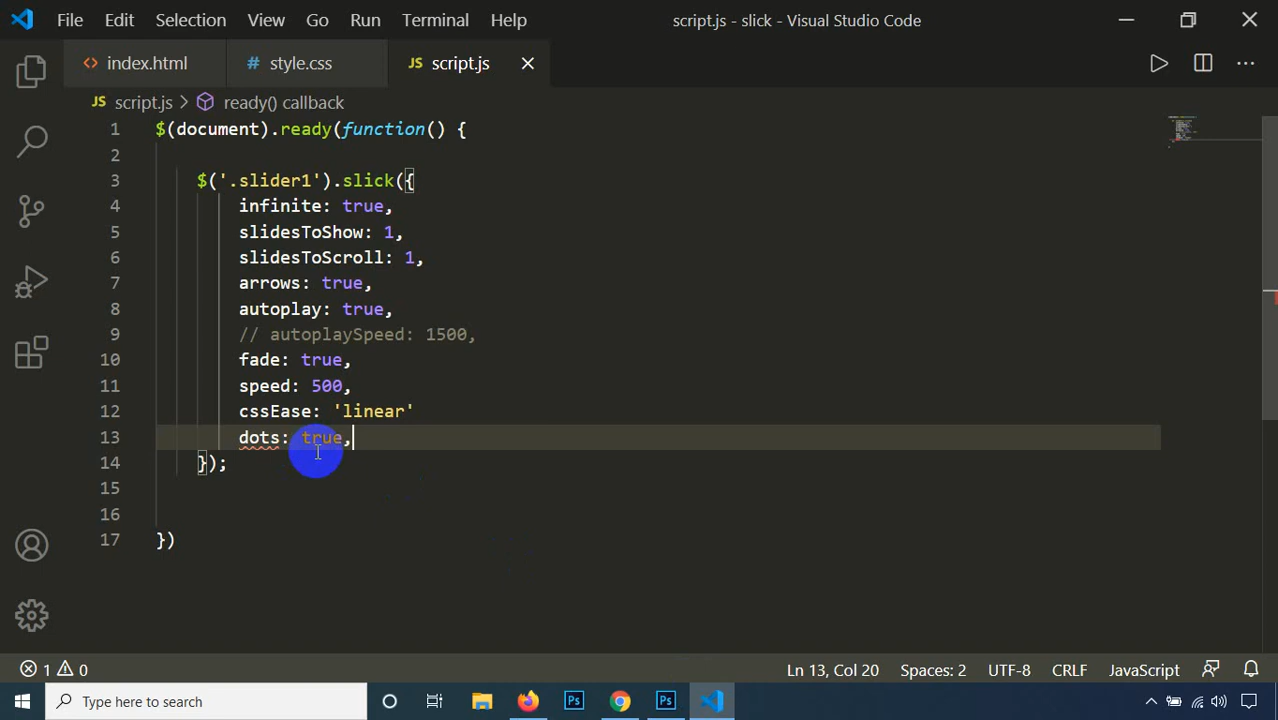 File Edit Selection View Go Run Terminal Help script.js - slick - Visual Studio Code
index.html # style.css JS script.js
JS script.js > ready() callback
1 $(document).ready(function() {
2
3 $('.slider1').slick({
4 infinite: true,
5 slidesToShow: 1,
6 slidesToScroll: 1,
7 arrows: true,
8 autoplay: true,
9 // autoplaySpeed: 1500,
10 fade: true,
11 speed: 500,
12 cssEase: 'linear'
13 dots: true,
14 });
15
16
17 })
1 0 Ln 13, Col 20 Spaces: 2 UTF-8 CRLF JavaScript
Type here to search Ps Ps